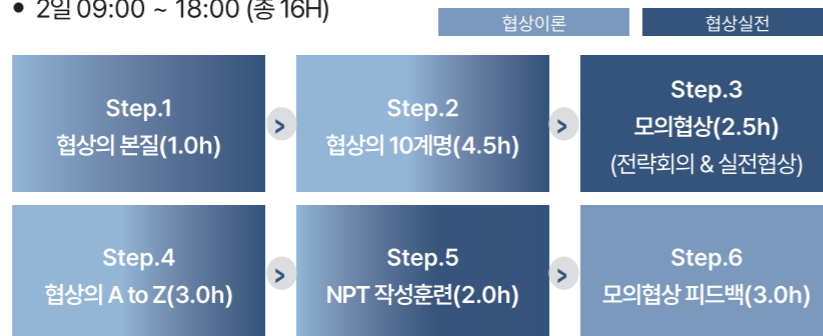 • 2일 09:00 ~ 18:00 (총 16H)
협상이론
협상실전
Step.1
협상의 본질(1.0h)
>
Step.2
협상의 10계명(4.5h)
>
Step.3
모의협상(2.5h)
(전략회의 & 실전협상)
Step.4
협상의 A to Z(3.0h)
>
Step.5
NPT 작성훈련(2.0h)
>
Step.6
모의협상 피드백(3.0h)